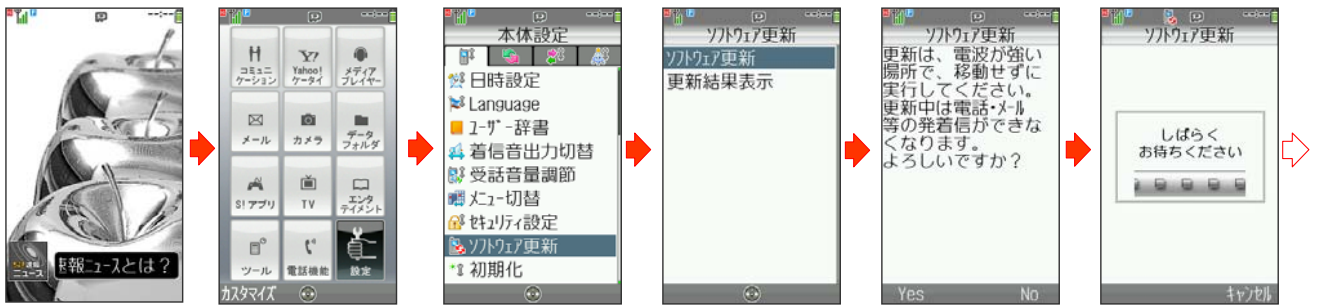 速報ニュースとは?
ニュース
コミュニ
ケーション
Yahoo!
ケータイ
メディア
プレイヤー
メール
カメラ
データ
フォルダ
S!アプリ
TV
エンタ
テイメント
ツール
電話機能
設定
カスタマイズ
本体設定
日時設定
Language
ユーザー辞書
着信音出力切替
受話音量調節
メニュー切替
セキュリティ設定
ソフトウェア更新
初期化
ソフトウェア更新
ソフトウェア更新
更新結果表示
ソフトウェア更新
更新は、電波が強い
場所で、移動せずに
実行してください。
更新中は電話・メール
等の発着信ができな
くなります。
よろしいですか?
Yes
No
ソフトウェア更新
しばらく
お待ちください
キャンセル